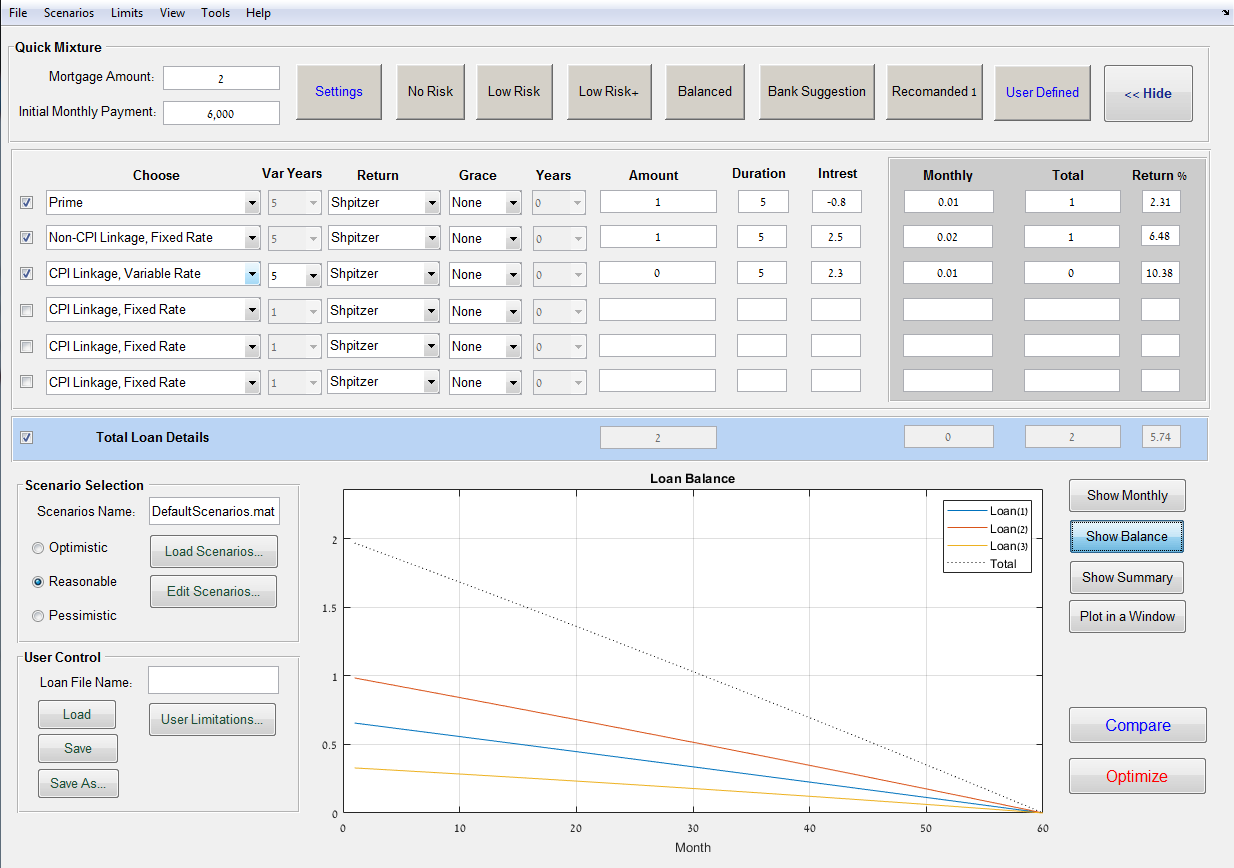 File Scenarios Limits View Tools Help
Quick Mixture
Mortgage Amount: 2
Initial Monthly Payment: 6,000
Settings No Risk Low Risk Low Risk+ Balanced Bank Suggestion Recomanded 1 User Defined << Hide
Choose Var Years Return Grace Years Amount Duration Intrest Monthly Total Return %
Prime 5 Shpitzer None 0 1 5 -0.8 0.01 1 2.31
Non-CPI Linkage, Fixed Rate 5 Shpitzer None 0 1 5 2.5 0.02 1 6.48
CPI Linkage, Variable Rate 5 Shpitzer None 0 0 5 2.3 0.01 0 10.38
CPI Linkage, Fixed Rate 1 Shpitzer None 0
CPI Linkage, Fixed Rate 1 Shpitzer None 0
CPI Linkage, Fixed Rate 1 Shpitzer None 0
Total Loan Details 2 0 2 5.74
Scenario Selection
Scenarios Name: DefaultScenarios.mat
Optimistic Load Scenarios...
Reasonable Edit Scenarios...
Pessimistic
User Control
Loan File Name:
Load User Limitations...
Save
Save As...
Loan Balance
Loan(1)
Loan(2)
Loan(3)
Total
2
1.5
1
0.5
0
0 10 20 30 40 50 60
Month
Show Monthly
Show Balance
Show Summary
Plot in a Window
Compare
Optimize